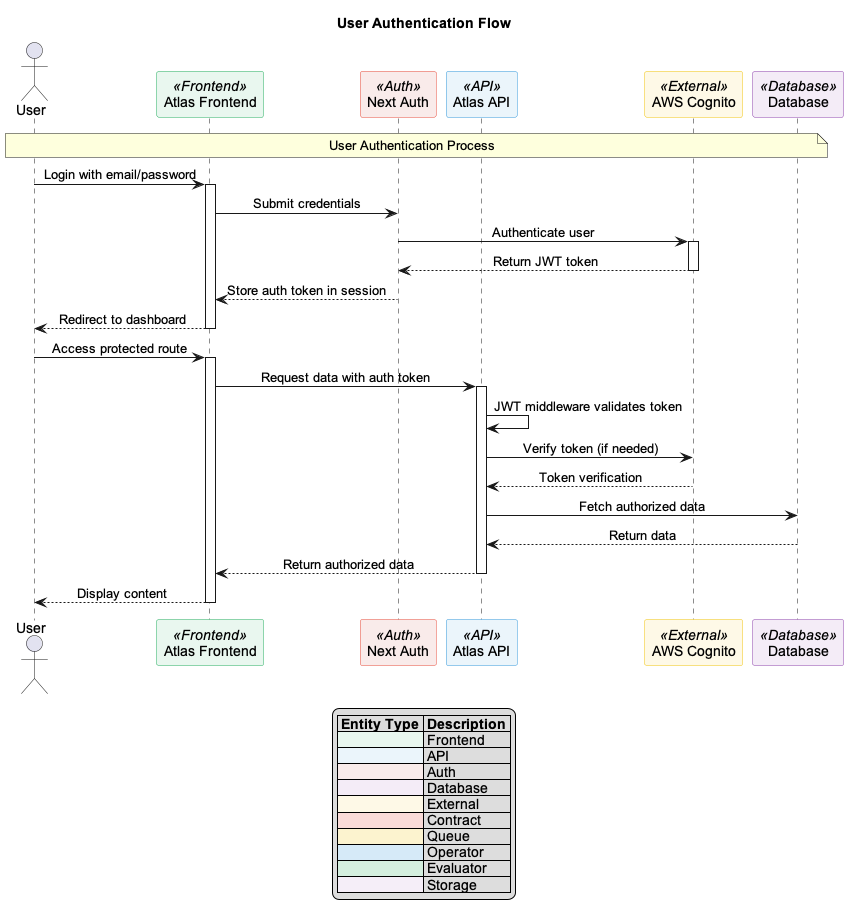 User Authentication Flow
User
«Frontend»
Atlas Frontend
«Auth»
Next Auth
«API»
Atlas API
«External»
AWS Cognito
«Database»
Database
User Authentication Process
Login with email/password
Submit credentials
Authenticate user
Return JWT token
Store auth token in session
Redirect to dashboard
Access protected route
Request data with auth token
JWT middleware validates token
Verify token (if needed)
Token verification
Fetch authorized data
Return data
Return authorized data
Display content
User
«Frontend»
Atlas Frontend
«Auth»
Next Auth
«API»
Atlas API
«External»
AWS Cognito
«Database»
Database
Entity Type Description
Frontend
API
Auth
Database
External
Contract
Queue
Operator
Evaluator
Storage